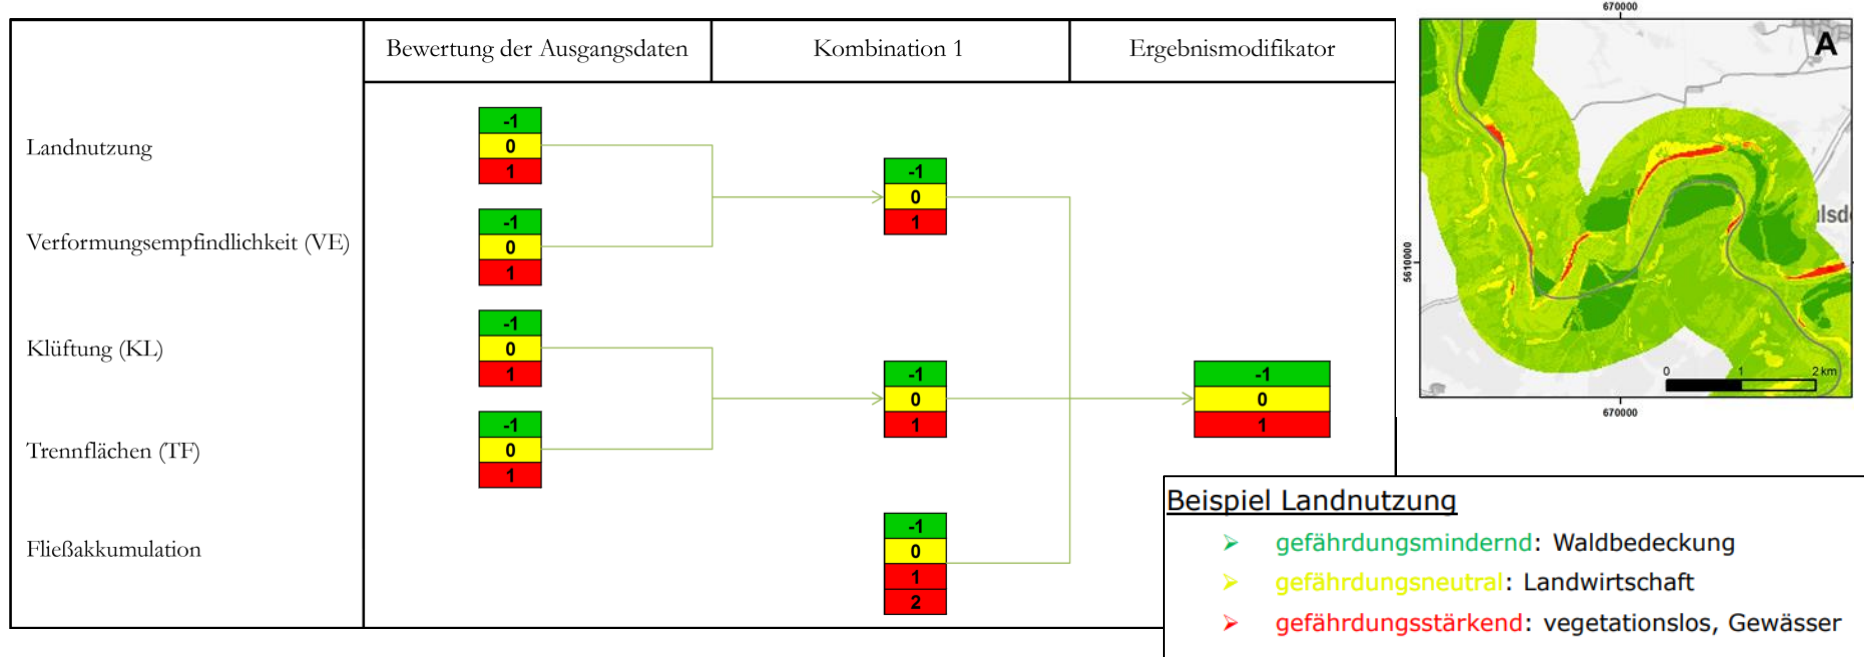 Bewertung der Ausgangsdaten
Kombination 1
Ergebnismodifikator
Landnutzung
-1
0
1
Verformungsempfindlichkeit (VE)
-1
0
1
-1
0
1
Klüftung (KL)
-1
0
1
Trennflächen (TF)
-1
0
1
-1
0
1
-1
0
1
Fließakkumulation
-1
0
1
2
670000
A
5610000
0 1 2 km
670000
Beispiel Landnutzung
gefährdungsmindernd: Waldbedeckung
gefährdungsneutral: Landwirtschaft
gefährdungsstärkend: vegetationslos, Gewässer